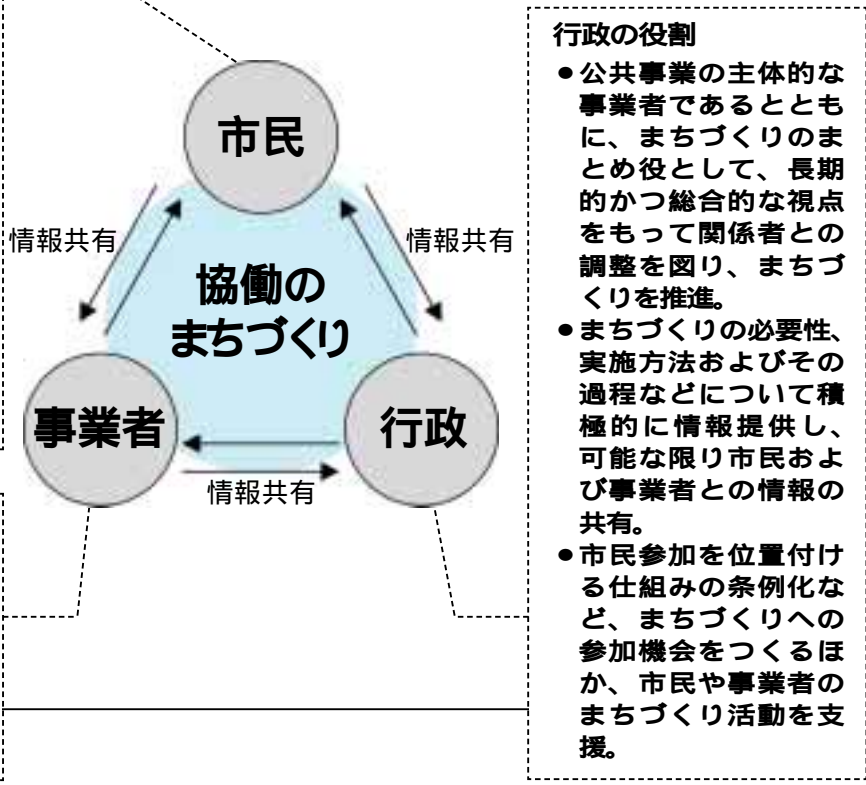 市民
情報共有
情報共有
協働の
まちづくり
事業者
行政
情報共有
行政の役割
●公共事業の主体的な
事業者であるととも
に、まちづくりのま
とめ役として、長期
的かつ総合的な視点
をもって関係者との
調整を図り、まちづ
くりを推進。
●まちづくりの必要性、
実施方法およびその
過程などについて積
極的に情報提供し、
可能な限り市民およ
び事業者との情報の
共有。
●市民参加を位置付け
る仕組みの条例化な
ど、まちづくりへの
参加機会をつくるほ
か、市民や事業者の
まちづくり活動を支
援。